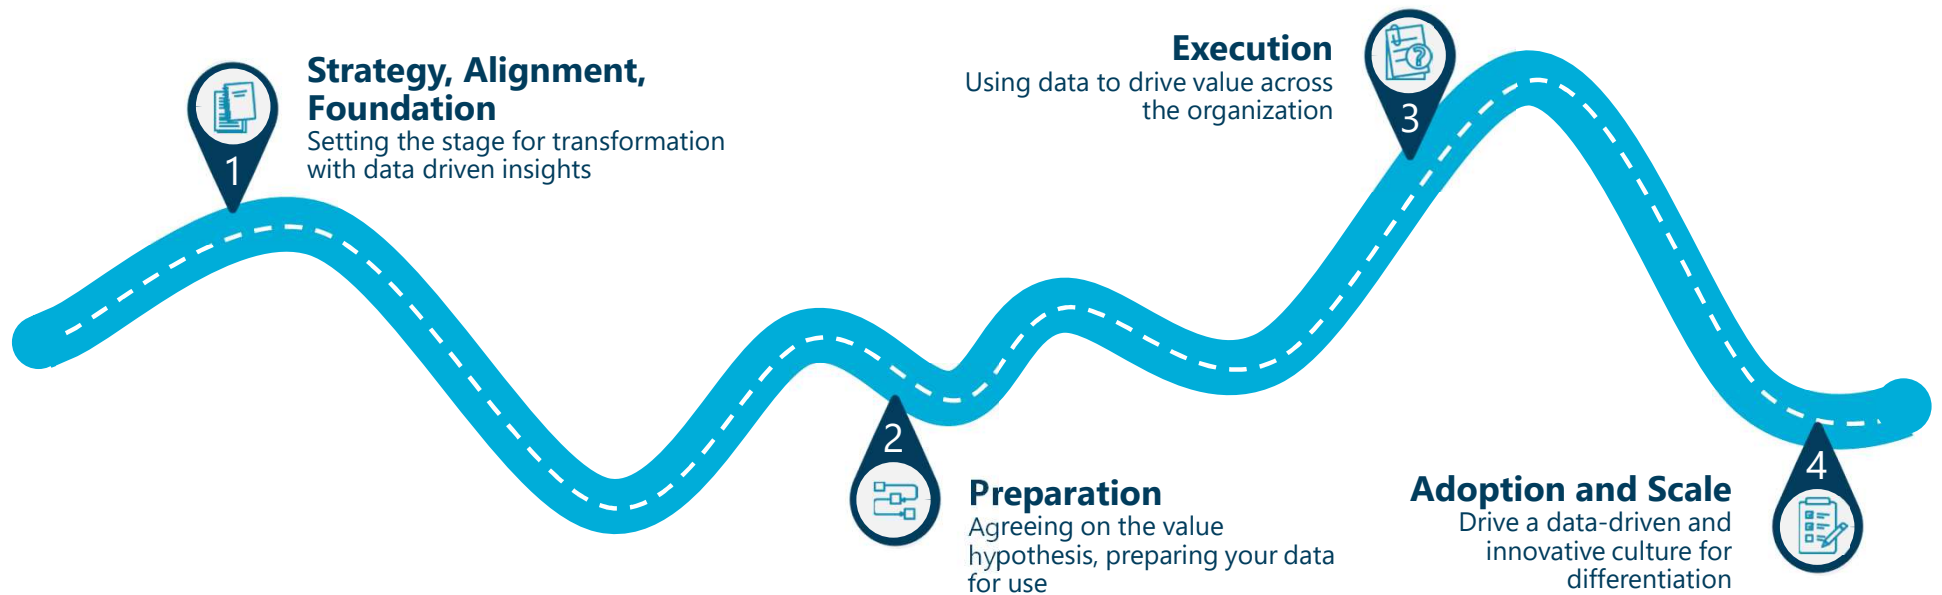 1
Strategy, Alignment,
Foundation
Setting the stage for transformation
with data driven insights
2
Preparation
Agreeing on the value
hypothesis, preparing your data
for use
3
Execution
Using data to drive value across
the organization
4
Adoption and Scale
Drive a data-driven and
innovative culture for
differentiation
?